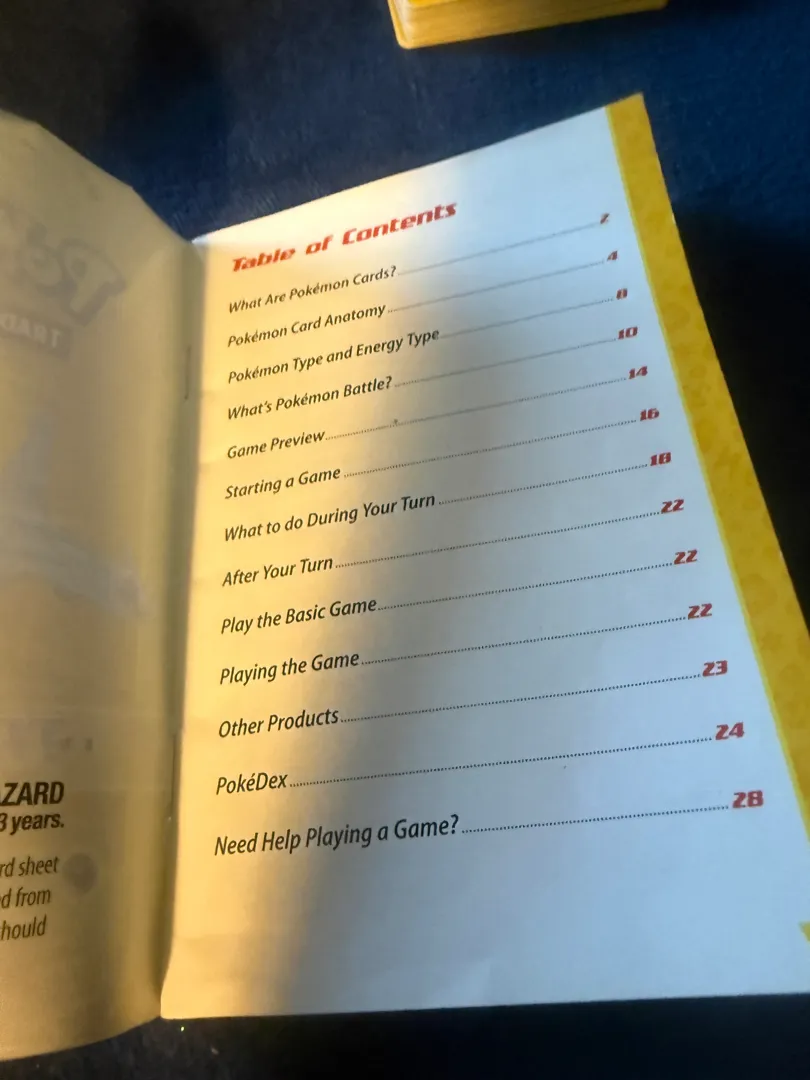 AZARD
3 years.
rd sheet
d from
hould
Table of Contents
What Are Pokémon Cards? 2
Pokémon Card Anatomy 4
Pokémon Type and Energy Type 8
What's Pokémon Battle? 10
Game Preview 14
Starting a Game 16
What to do During Your Turn 18
After Your Turn 22
Play the Basic Game 22
Playing the Game 22
Other Products 23
PokéDex 24
Need Help Playing a Game? 28